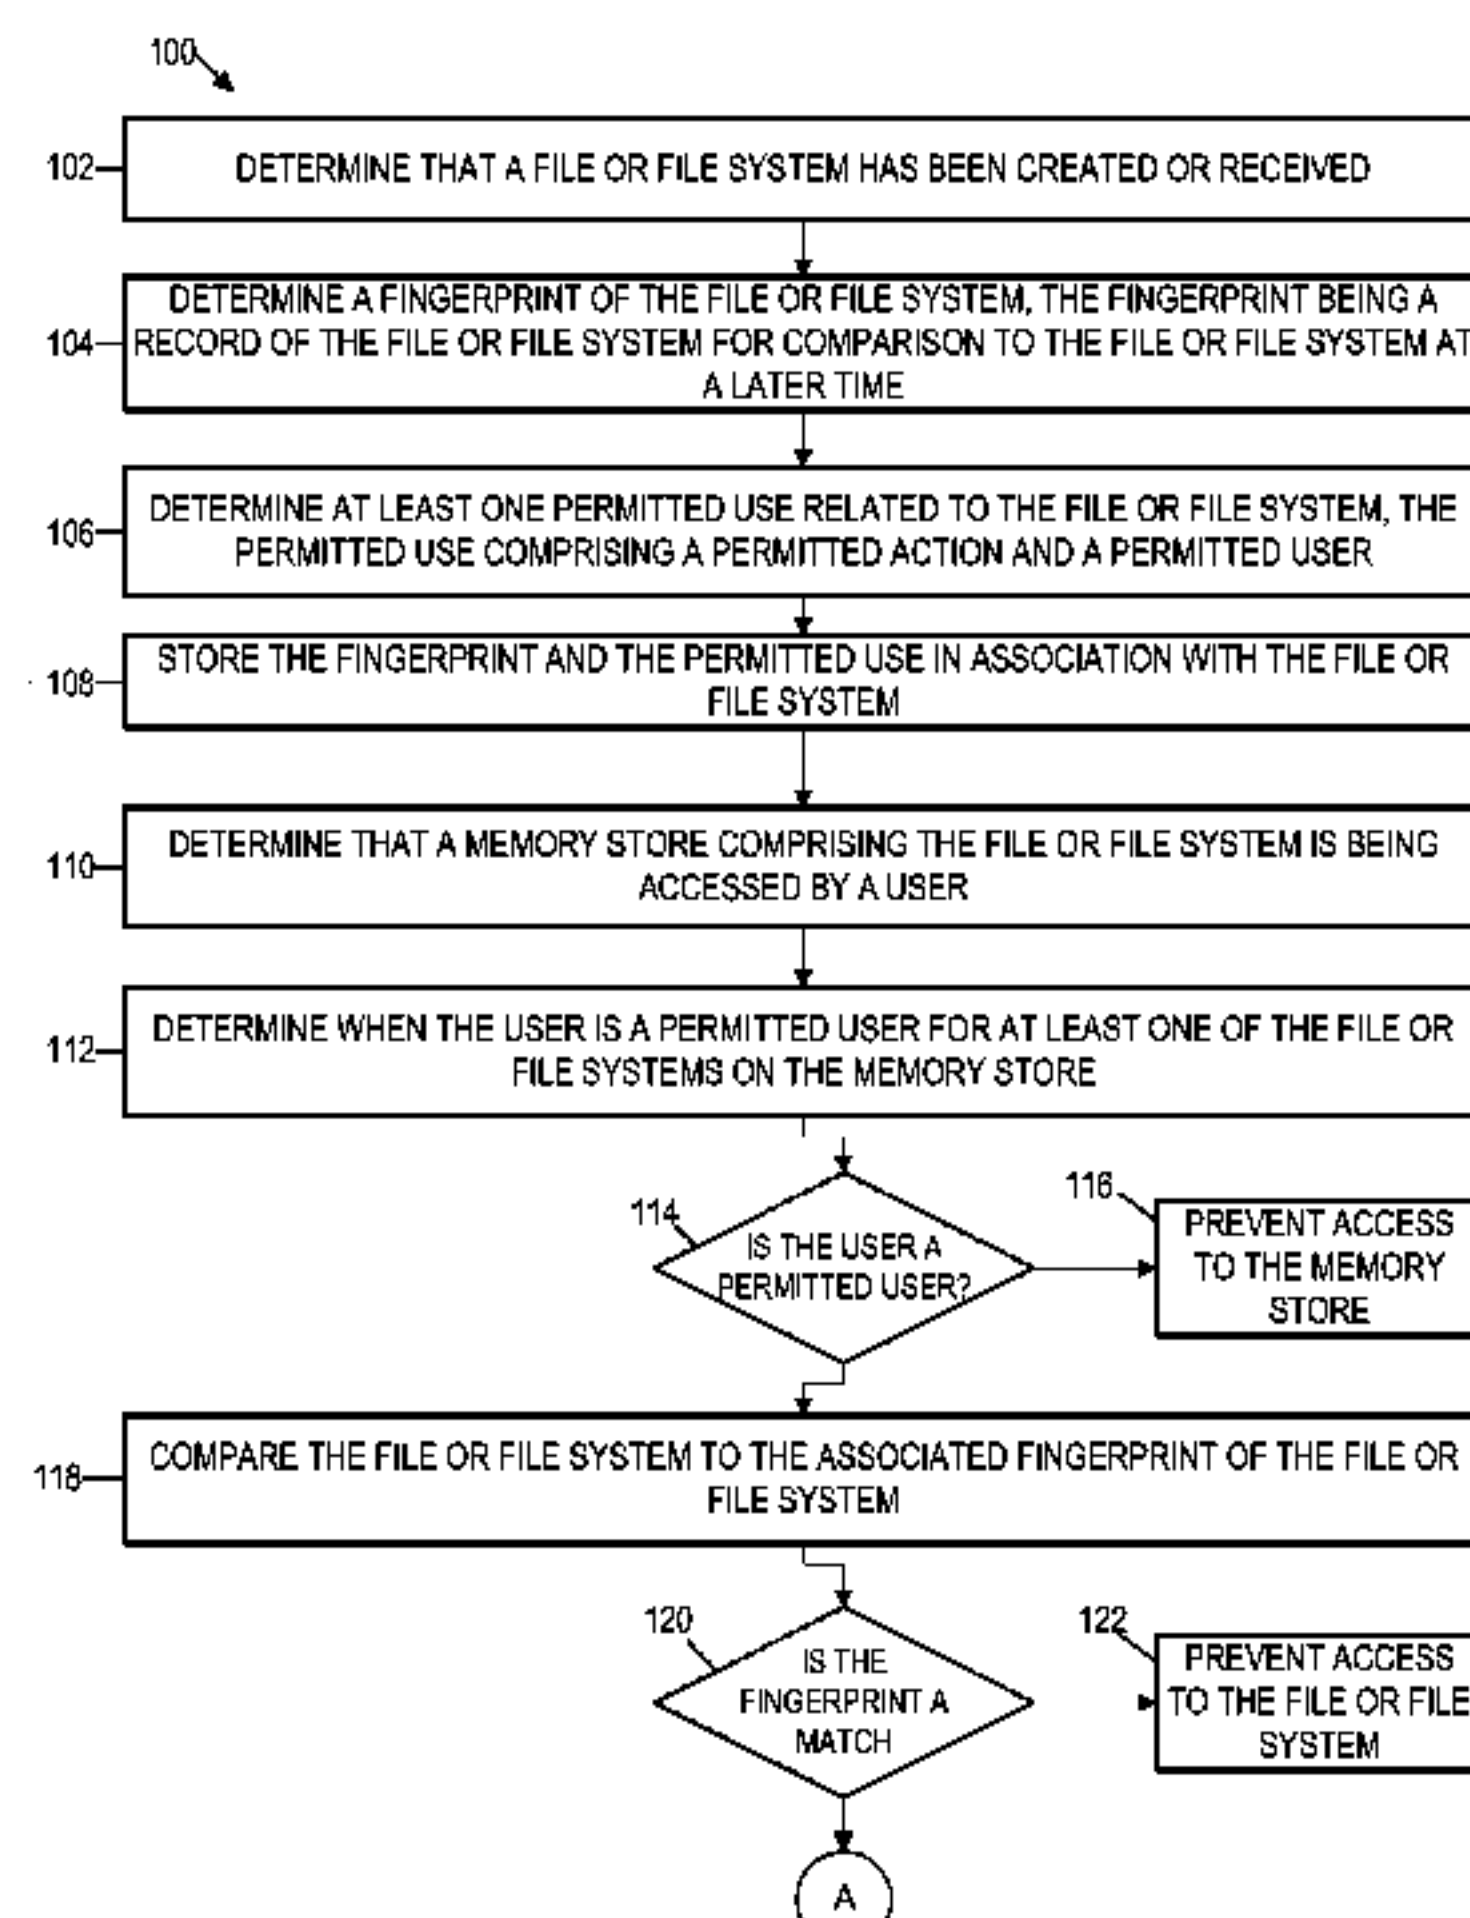 100
102
DETERMINE THAT A FILE OR FILE SYSTEM HAS BEEN CREATED OR RECEIVED
104
DETERMINE A FINGERPRINT OF THE FILE OR FILE SYSTEM, THE FINGERPRINT BEING A
RECORD OF THE FILE OR FILE SYSTEM FOR COMPARISON TO THE FILE OR FILE SYSTEM AT
A LATER TIME
106
DETERMINE AT LEAST ONE PERMITTED USE RELATED TO THE FILE OR FILE SYSTEM, THE
PERMITTED USE COMPRISING A PERMITTED ACTION AND A PERMITTED USER
108
STORE THE FINGERPRINT AND THE PERMITTED USE IN ASSOCIATION WITH THE FILE OR
FILE SYSTEM
110
DETERMINE THAT A MEMORY STORE COMPRISING THE FILE OR FILE SYSTEM IS BEING
ACCESSED BY A USER
112
DETERMINE WHEN THE USER IS A PERMITTED USER FOR AT LEAST ONE OF THE FILE OR
FILE SYSTEMS ON THE MEMORY STORE
114
IS THE USER A
PERMITTED USER?
116
PREVENT ACCESS
TO THE MEMORY
STORE
118
COMPARE THE FILE OR FILE SYSTEM TO THE ASSOCIATED FINGERPRINT OF THE FILE OR
FILE SYSTEM
120
IS THE
FINGERPRINT A
MATCH
122
PREVENT ACCESS
TO THE FILE OR FILE
SYSTEM
A